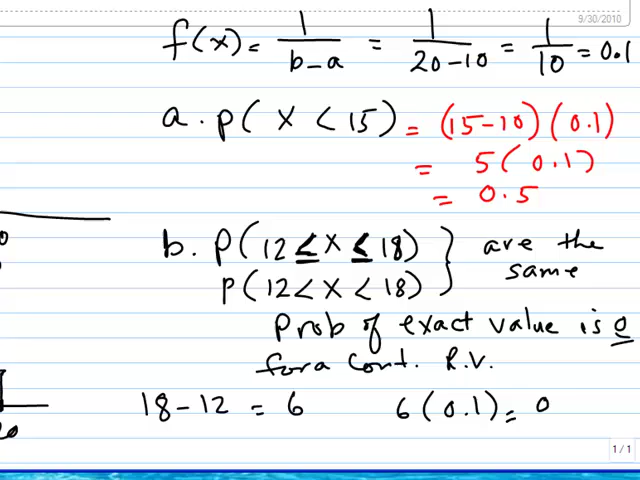 9/30/2010
f(x) = 1/(b-a) = 1/(20-10) = 1/10 = 0.1
a. p( X < 15) = (15-10)(0.1)
= 5(0.1)
= 0.5
b. P(12 ≤ X ≤ 18) } are the
P(12 < X < 18) } same
Prob of exact value is 0
for a Cont. R.V.
18-12 = 6 6(0.1) = 0
1/1